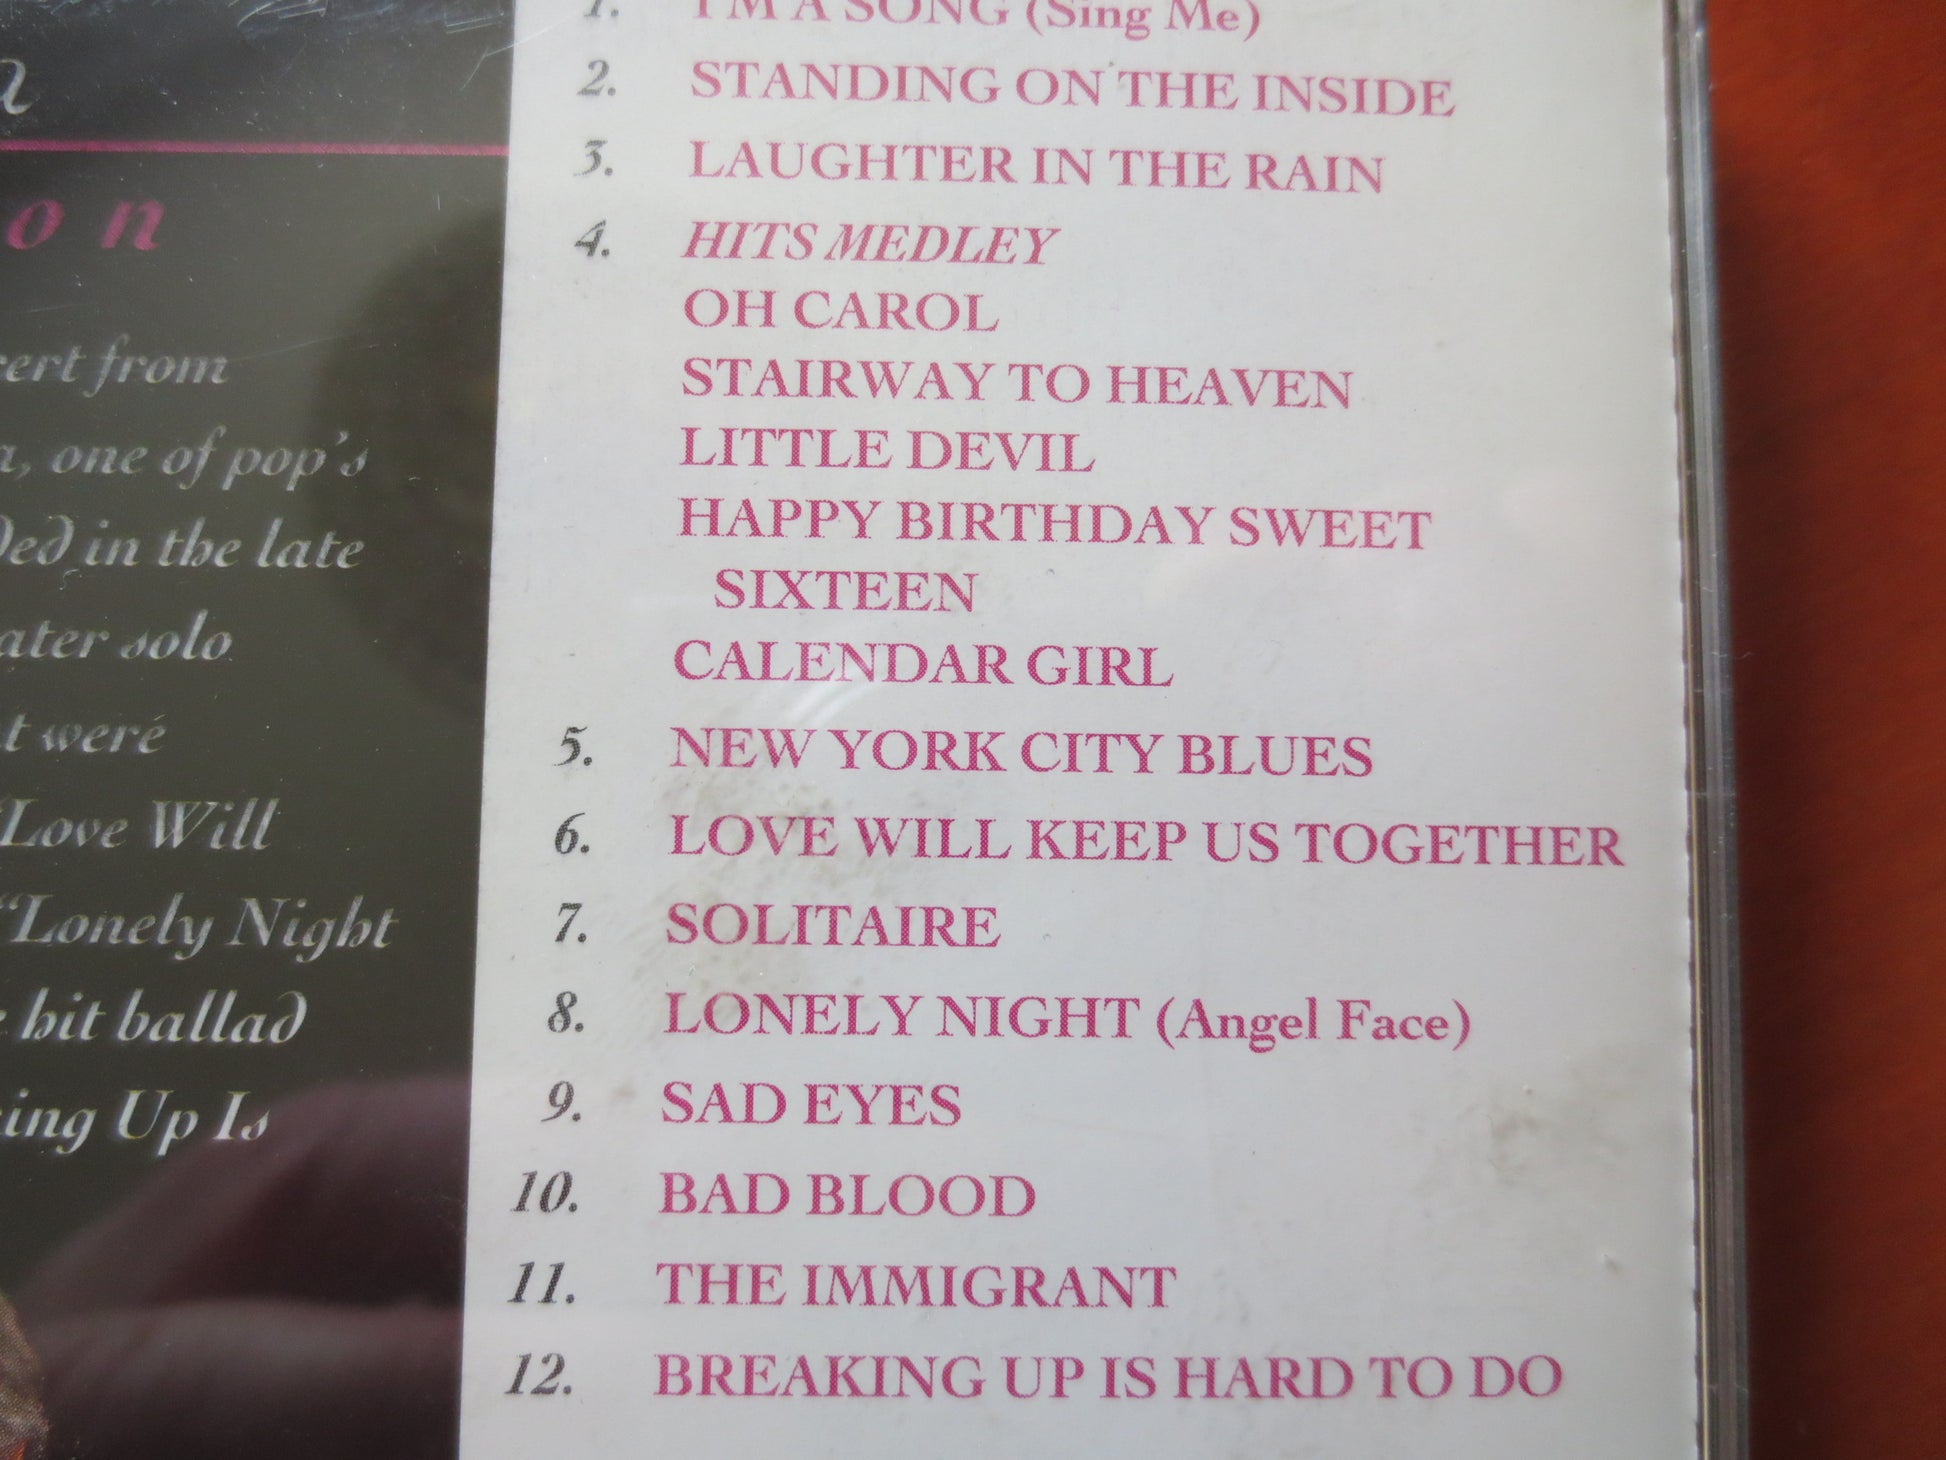 a
on
ert from
a, one of pop's
ded in the late
ater solo
t were
"Love Will
"Lonely Night
hit ballad
ing Up Is
1. I'M A SONG (Sing Me)
2. STANDING ON THE INSIDE
3. LAUGHTER IN THE RAIN
4. HITS MEDLEY
OH CAROL
STAIRWAY TO HEAVEN
LITTLE DEVIL
HAPPY BIRTHDAY SWEET
SIXTEEN
CALENDAR GIRL
5. NEW YORK CITY BLUES
6. LOVE WILL KEEP US TOGETHER
7. SOLITAIRE
8. LONELY NIGHT (Angel Face)
9. SAD EYES
10. BAD BLOOD
11. THE IMMIGRANT
12. BREAKING UP IS HARD TO DO